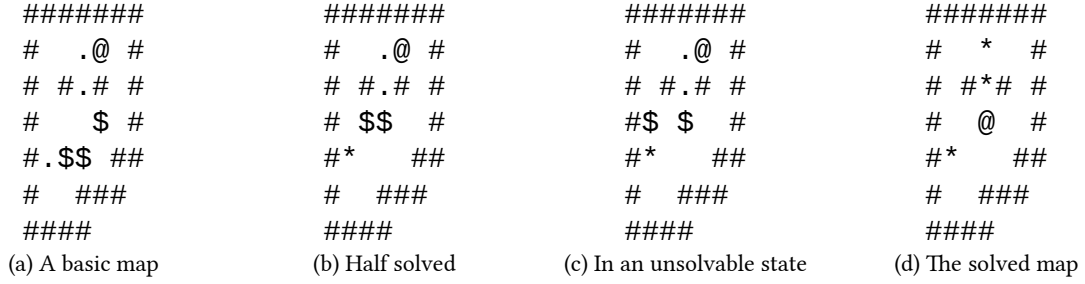 #######   #######   #######   #######
#  .@ #   #  .@ #   #  .@ #   #  *  #
# #.# #   # #.# #   # #.# #   # #*# #
#   $ #   # $$  #   #$ $  #   #  @  #
#.$$ ##   #*   ##   #*   ##   #*   ##
#  ###    #  ###    #  ###    #  ###
####      ####      ####      ####
(a) A basic map (b) Half solved (c) In an unsolvable state (d) The solved map